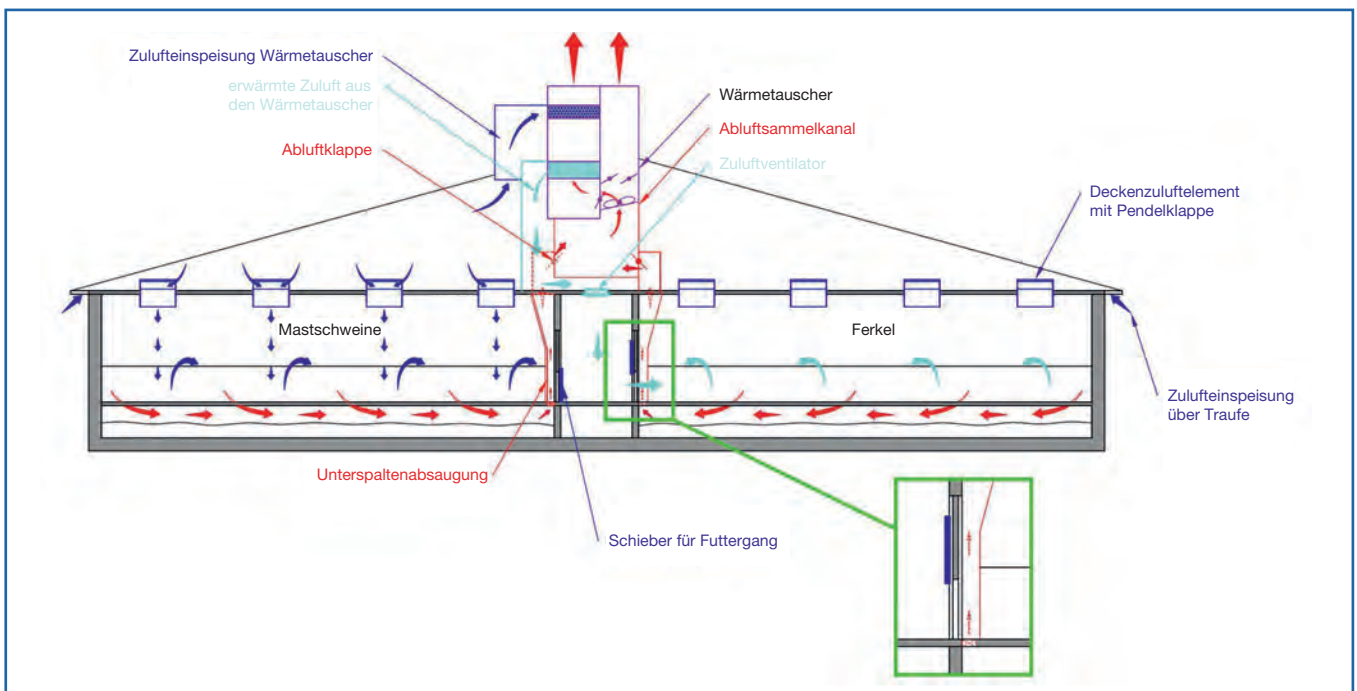 Zulufteinspeisung Wärmetauscher
erwärmte Zuluft aus
den Wärmetauscher
Abluftklappe
Wärmetauscher
Abluftsammelkanal
Zuluftventilator
Deckenzuluftelement
mit Pendelklappe
Mastschweine
Ferkel
Zulufteinspeisung
über Traufe
Unterspaltenabsaugung
Schieber für Futtergang